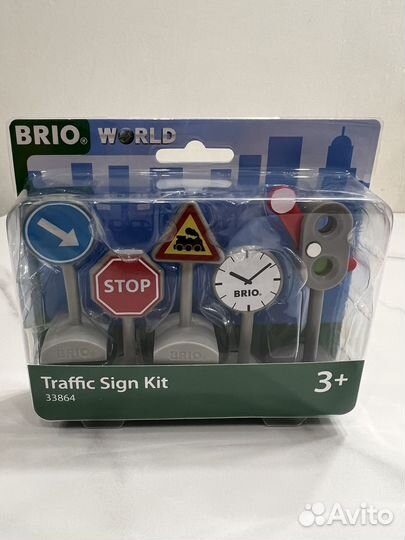 BRIO® WORLD
STOP
BRIO®
BRIO
BRIO
Traffic Sign Kit
33864
3+
Avito